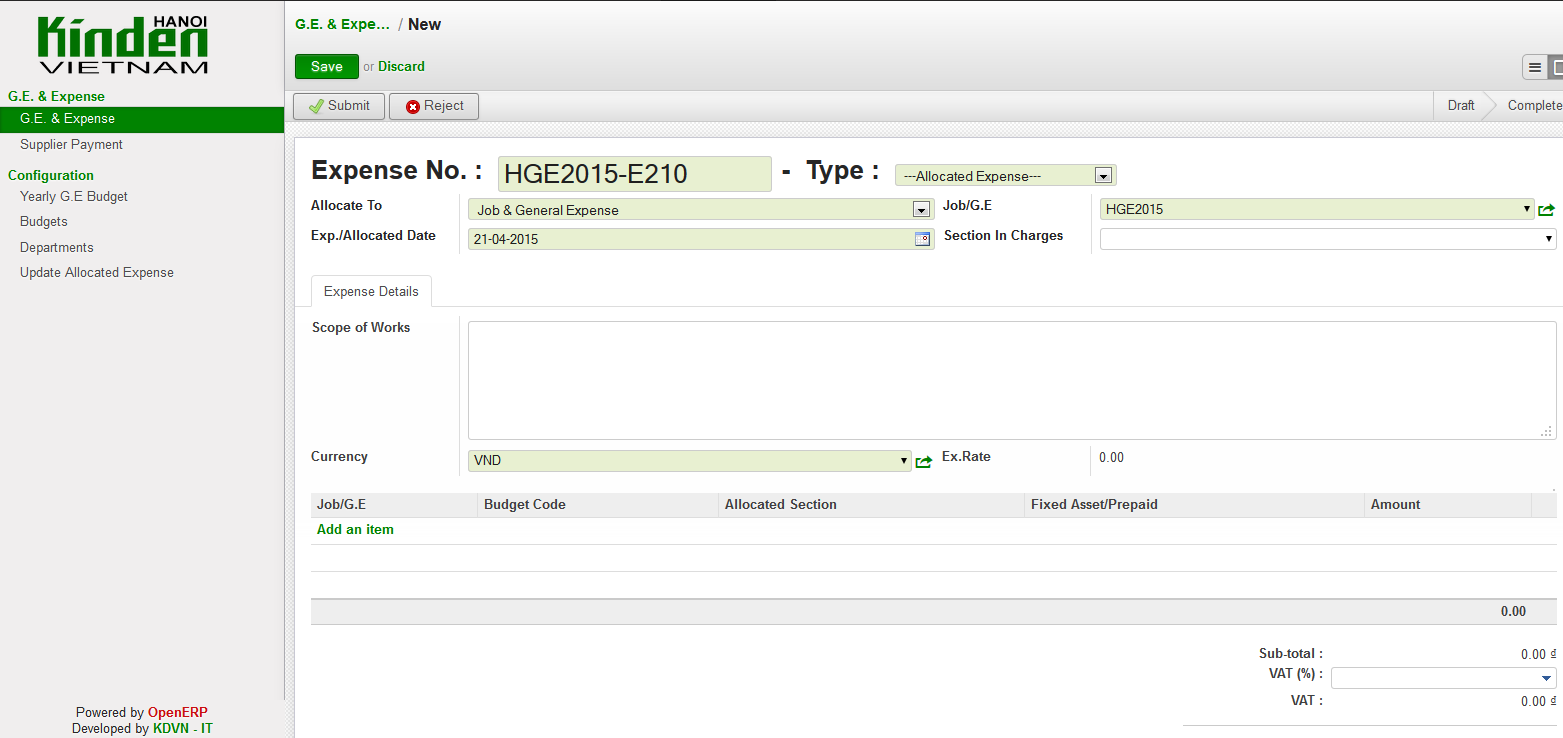 Kinden HANOI
VIETNAM
G.E. & Expense
G.E. & Expense
Supplier Payment
Configuration
Yearly G.E Budget
Budgets
Departments
Update Allocated Expense
Powered by OpenERP
Developed by KDVN - IT
G.E. & Expe... / New
Save or Discard
Submit Reject Draft Complete
Expense No. : HGE2015-E210 - Type : ---Allocated Expense---
Allocate To Job & General Expense Job/G.E HGE2015
Exp./Allocated Date 21-04-2015 Section In Charges
Expense Details
Scope of Works
Currency VND Ex.Rate 0.00
Job/G.E Budget Code Allocated Section Fixed Asset/Prepaid Amount
Add an item
0.00
Sub-total : 0.00 ₫
VAT (%) :
VAT : 0.00 ₫